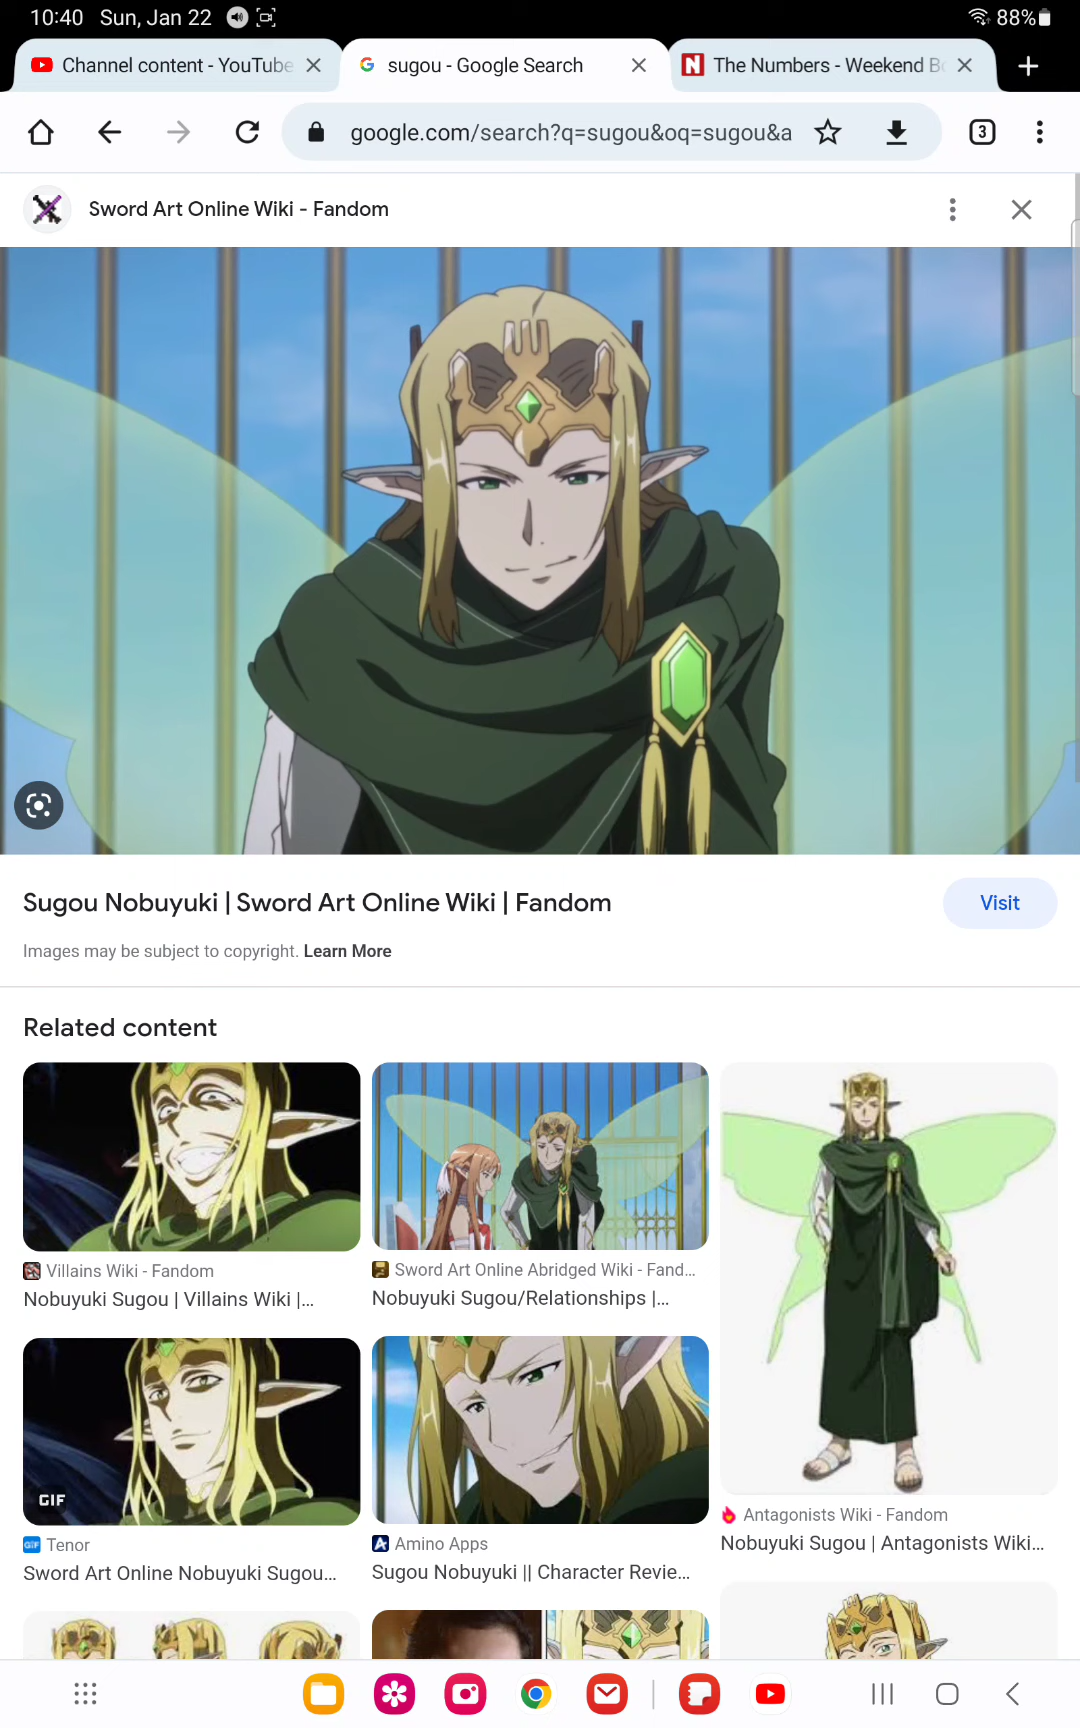 10:40 Sun, Jan 22
88%
Channel content - YouTube
sugou - Google Search
The Numbers - Weekend B
google.com/search?q=sugou&oq=sugou&a
3
Sword Art Online Wiki - Fandom
Sugou Nobuyuki | Sword Art Online Wiki | Fandom
Visit
Images may be subject to copyright. Learn More
Related content
Villains Wiki - Fandom
Nobuyuki Sugou | Villains Wiki |...
Sword Art Online Abridged Wiki - Fand...
Nobuyuki Sugou/Relationships |...
GIF
GIF Tenor
Sword Art Online Nobuyuki Sugou...
Amino Apps
Sugou Nobuyuki || Character Revie...
Antagonists Wiki - Fandom
Nobuyuki Sugou | Antagonists Wiki...